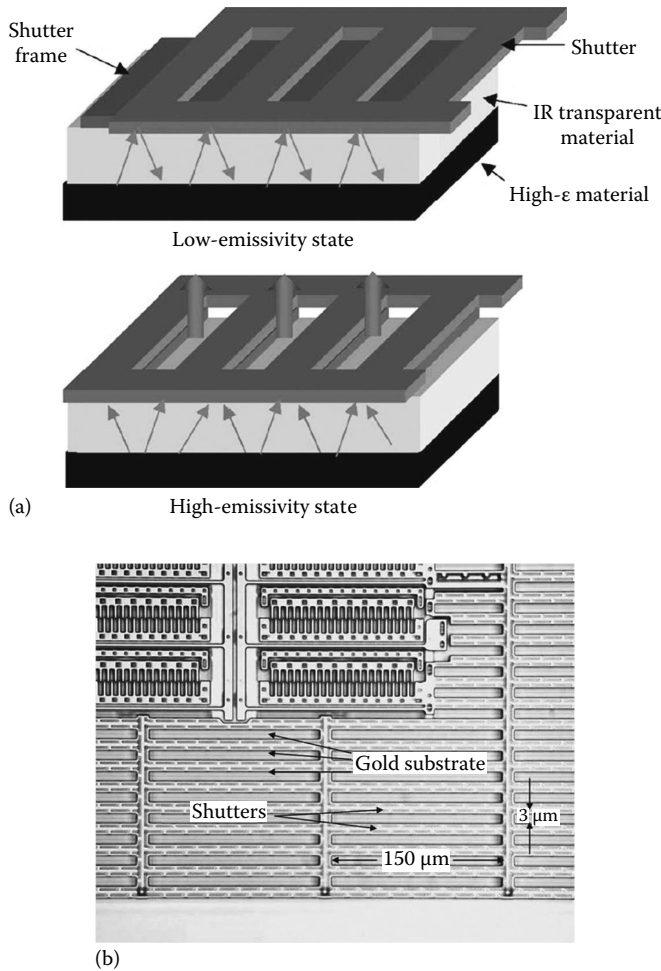 Shutter
frame
Shutter
IR transparent
material
High-ε material
Low-emissivity state
(a)
High-emissivity state
Gold substrate
Shutters
3 μm
150 μm
(b)